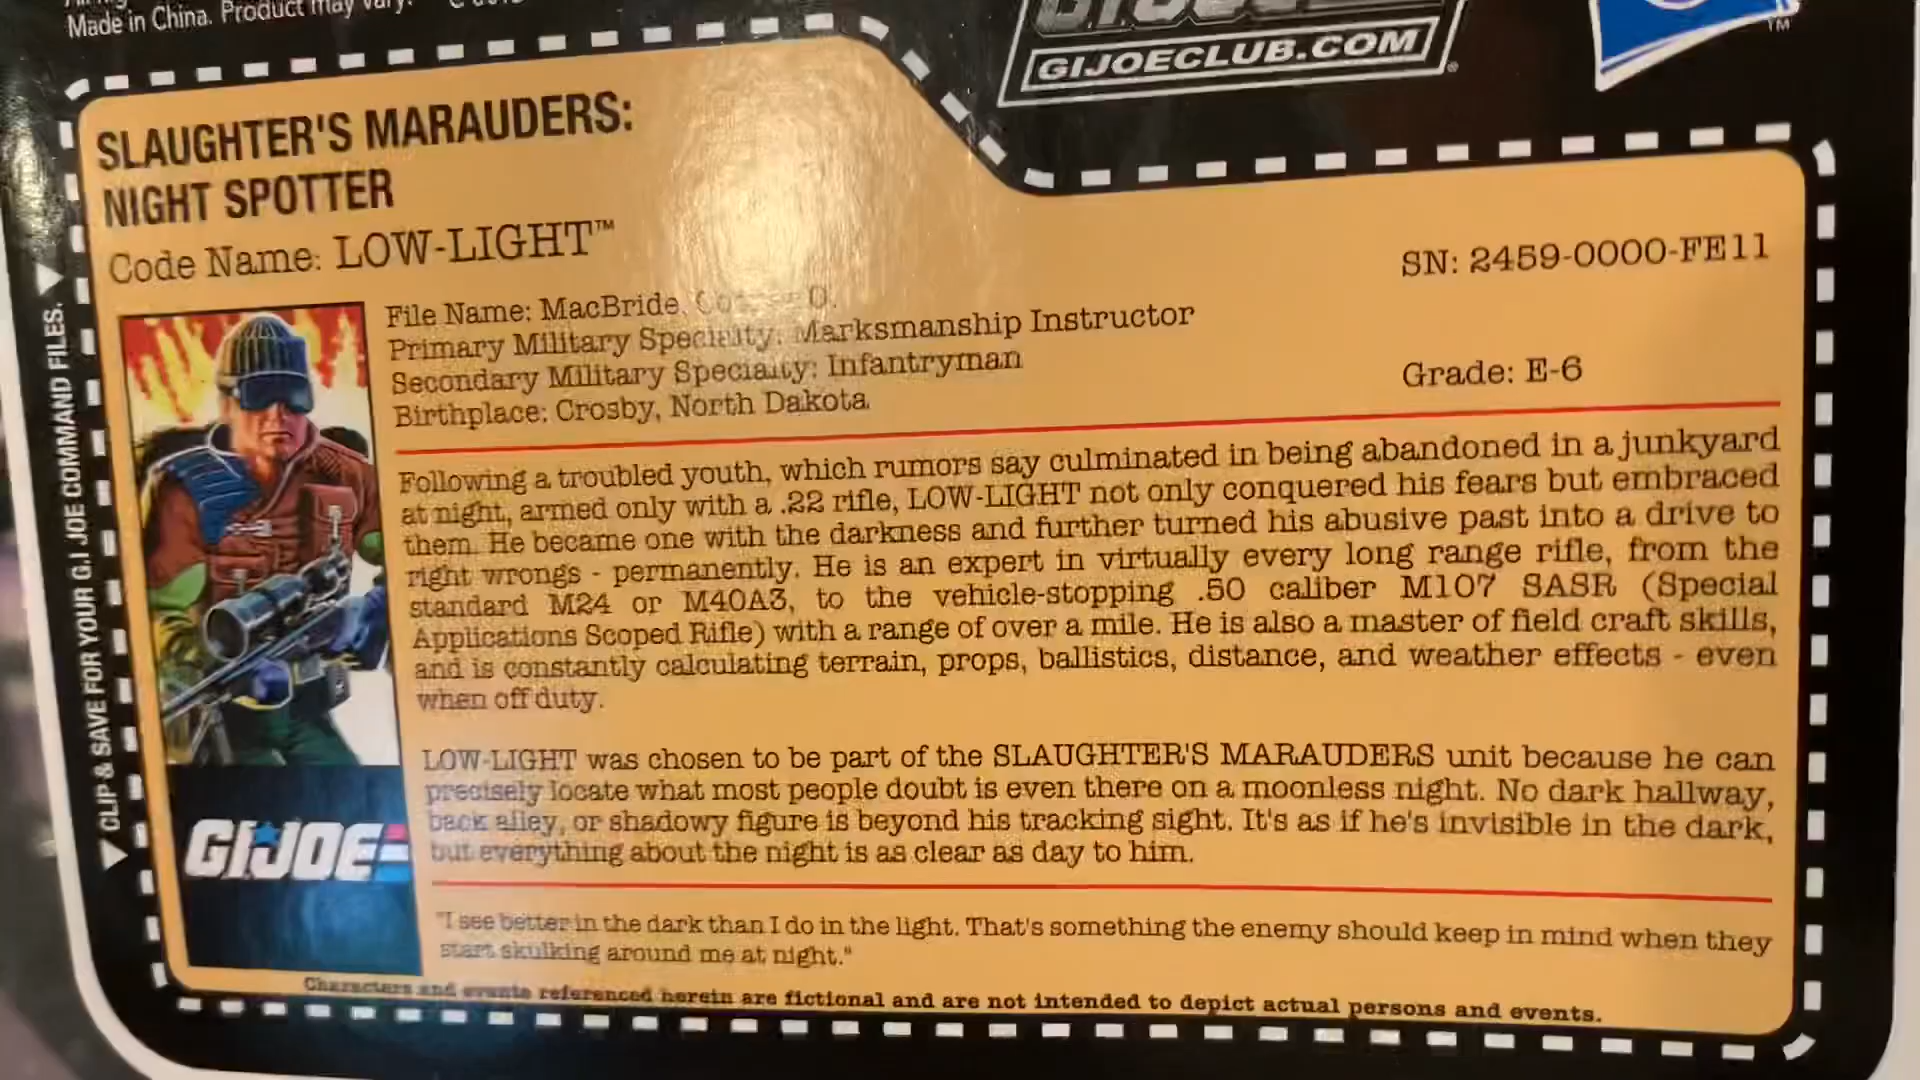 Made in China. Product may vary.
GIJOECLUB.COM
TM
SLAUGHTER'S MARAUDERS:
NIGHT SPOTTER
Code Name: LOW-LIGHT™
SN: 2459-0000-FE11
File Name: MacBride, O.
Primary Military Specialty: Marksmanship Instructor
Secondary Military Specialty: Infantryman
Grade: E-6
Birthplace: Crosby, North Dakota
Following a troubled youth, which rumors say culminated in being abandoned in a junkyard
at night, armed only with a .22 rifle, LOW-LIGHT not only conquered his fears but embraced
them. He became one with the darkness and further turned his abusive past into a drive to
right wrongs - permanently. He is an expert in virtually every long range rifle, from the
standard M24 or M40A3, to the vehicle-stopping .50 caliber M107 SASR (Special
Applications Scoped Rifle) with a range of over a mile. He is also a master of field craft skills,
and is constantly calculating terrain, props, ballistics, distance, and weather effects - even
when off duty.
LOW-LIGHT was chosen to be part of the SLAUGHTER'S MARAUDERS unit because he can
precisely locate what most people doubt is even there on a moonless night. No dark hallway,
back alley, or shadowy figure is beyond his tracking sight. It's as if he's invisible in the dark,
but everything about the night is as clear as day to him.
"I see better in the dark than I do in the light. That's something the enemy should keep in mind when they
start skulking around me at night."
Characters and events referenced herein are fictional and are not intended to depict actual persons and events.
GI JOE
CLIP & SAVE FOR YOUR G.I JOE COMMAND FILES.